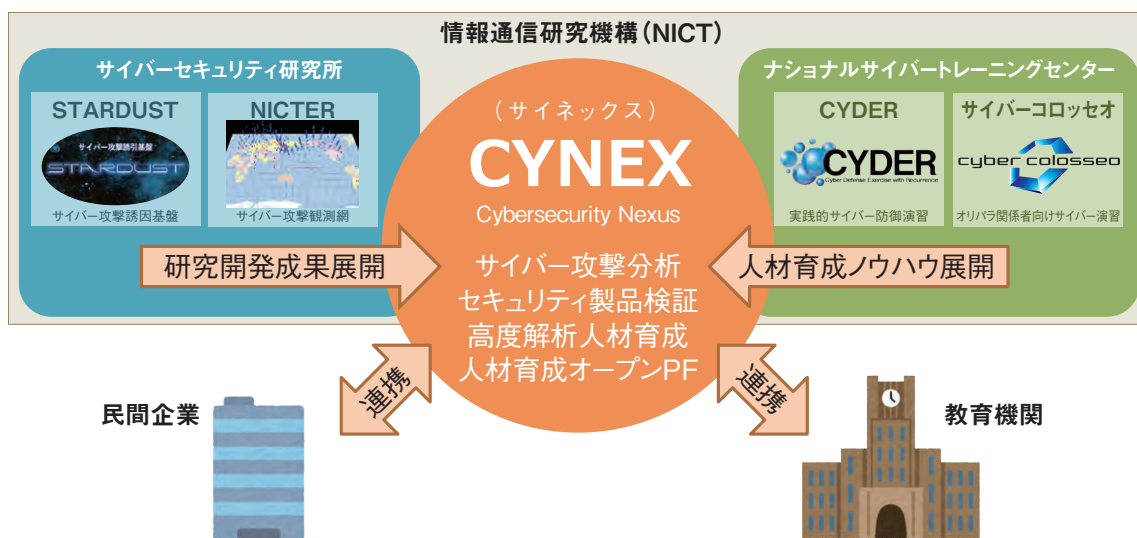 情報通信研究機構(NICT)
サイバーセキュリティ研究所
STARDUST
サイバー攻撃誘引基盤
STARDUST
サイバー攻撃誘因基盤
NICTER
サイバー攻撃観測網
研究開発成果展開
(サイネックス)
CYNEX
Cybersecurity Nexus
サイバー攻撃分析
セキュリティ製品検証
高度解析人材育成
人材育成オープンPF
ナショナルサイバートレーニングセンター
CYDER
CYDER
Cyber Defense Exercise with Recurrence
実践的サイバー防御演習
サイバーコロッセオ
cyber colosseo
オリパラ関係者向けサイバー演習
人材育成ノウハウ展開
連携
連携
民間企業
教育機関